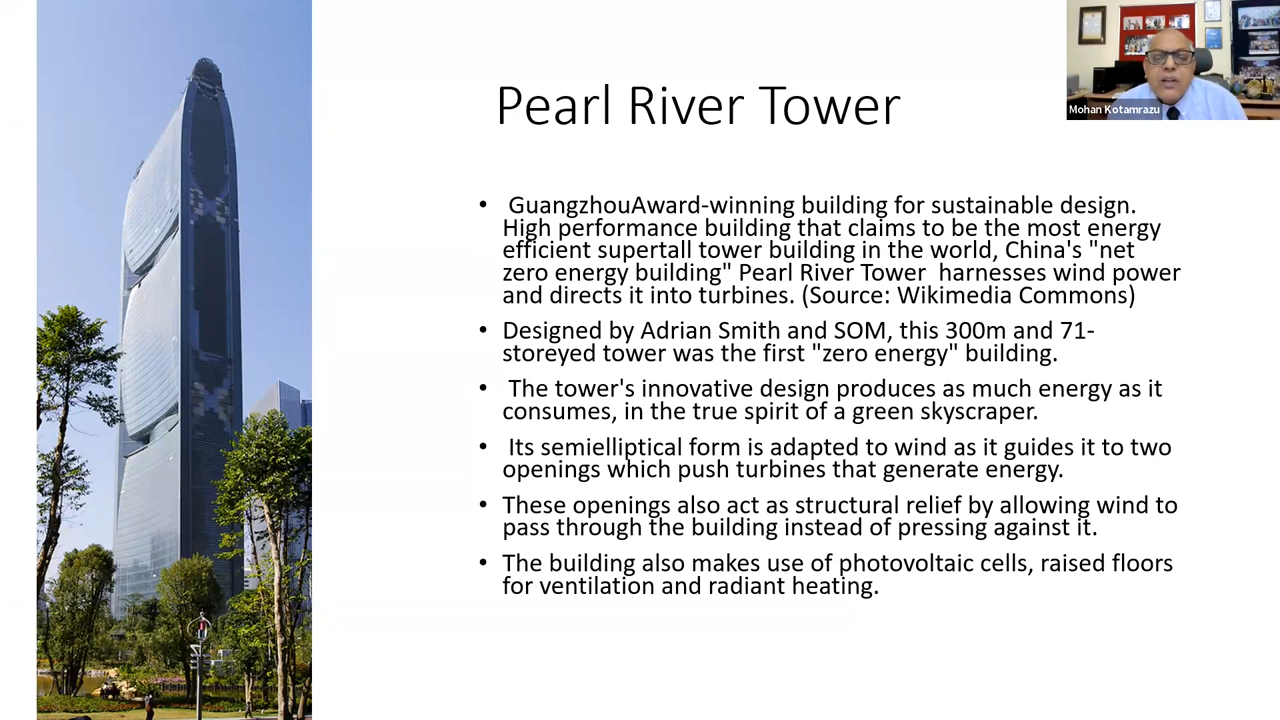 Pearl River Tower
Mohan Kotamrazu
• GuangzhouAward-winning building for sustainable design.
High performance building that claims to be the most energy
efficient supertall tower building in the world, China's "net
zero energy building" Pearl River Tower harnesses wind power
and directs it into turbines. (Source: Wikimedia Commons)
• Designed by Adrian Smith and SOM, this 300m and 71-
storeyed tower was the first "zero energy" building.
• The tower's innovative design produces as much energy as it
consumes, in the true spirit of a green skyscraper.
• Its semielliptical form is adapted to wind as it guides it to two
openings which push turbines that generate energy.
• These openings also act as structural relief by allowing wind to
pass through the building instead of pressing against it.
• The building also makes use of photovoltaic cells, raised floors
for ventilation and radiant heating.